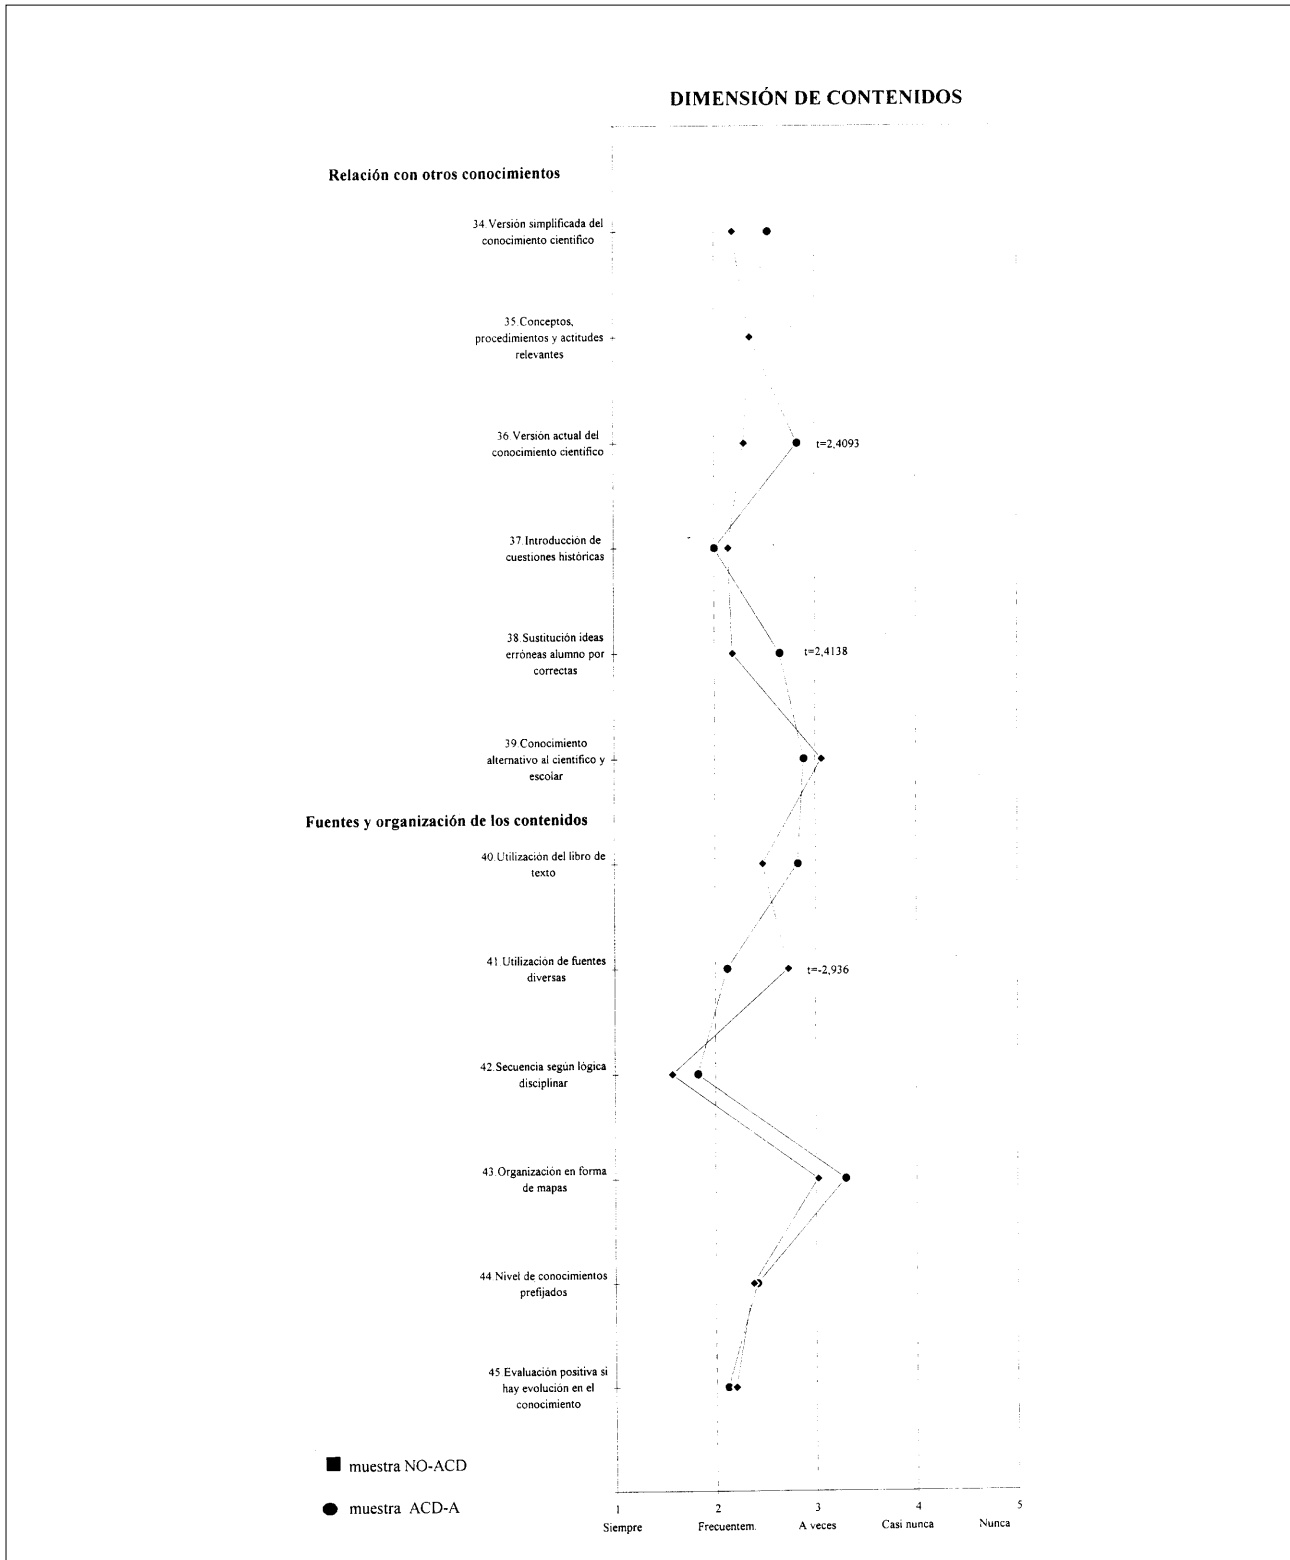 DIMENSIÓN DE CONTENIDOS
Relación con otros conocimientos
34.Versión simplificada del
conocimiento científico
35.Conceptos,
procedimientos y actitudes
relevantes
36.Versión actual del
conocimiento científico
t=2,4093
37.Introducción de
cuestiones históricas
38.Sustitución ideas
erróneas alumno por
correctas
t=2,4138
39.Conocimiento
alternativo al científico y
escolar
Fuentes y organización de los contenidos
40.Utilización del libro de
texto
41.Utilización de fuentes
diversas
t=-2,936
42.Secuencia según lógica
disciplinar
43.Organización en forma
de mapas
44 Nivel de conocimientos
prefijados
45 Evaluación positiva si
hay evolución en el
conocimiento
muestra NO-ACD
muestra ACD-A
1 2 3 4 5
Siempre Frecuentem. A veces Casi nunca Nunca